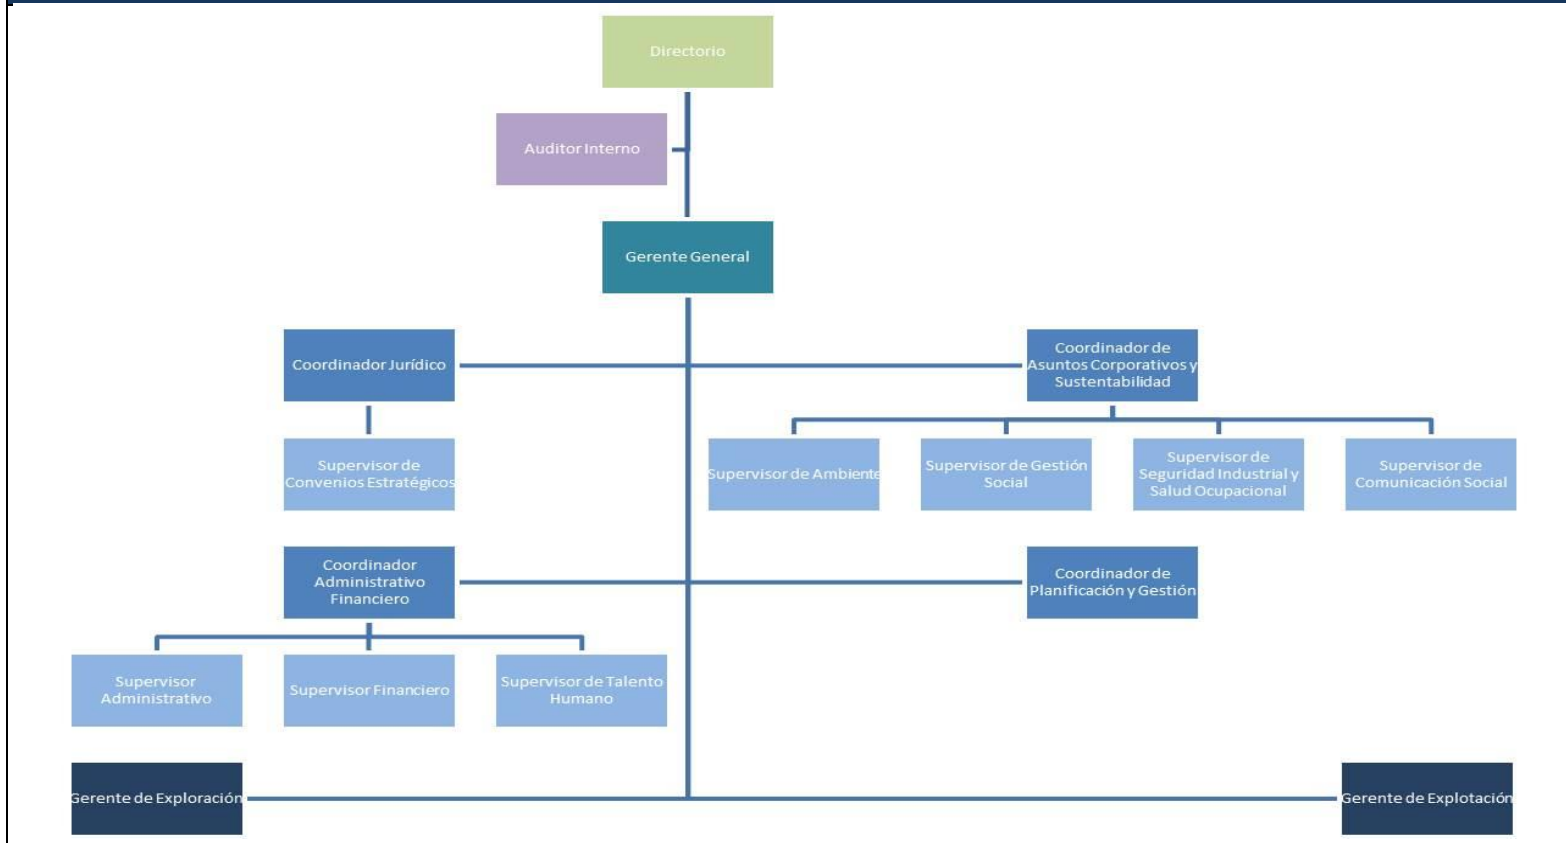 Directorio
Auditor Interno
Gerente General
Coordinador Jurídico
Coordinador de
Asuntos Corporativos y
Sustentabilidad
Supervisor de
Convenios Estratégicos
Supervisor de Ambiente
Supervisor de Gestión
Social
Supervisor de
Seguridad Industrial y
Salud Ocupacional
Supervisor de
Comunicación Social
Coordinador
Administrativo
Financiero
Coordinador de
Planificación y Gestión
Supervisor
Administrativo
Supervisor Financiero
Supervisor de Talento
Humano
Gerente de Exploración
Gerente de Explotación